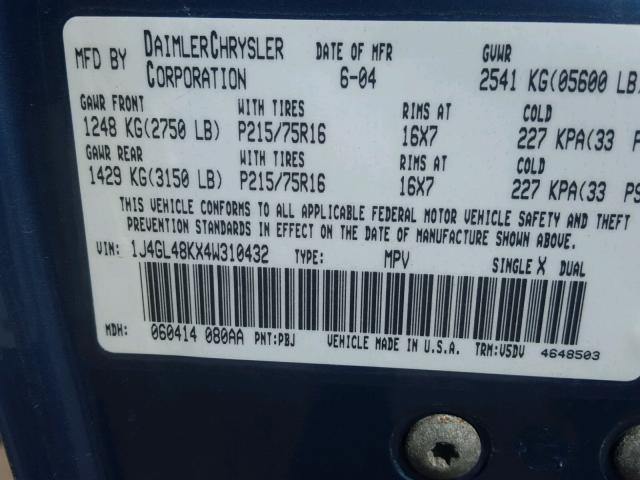 MFD BY DAIMLERCHRYSLER CORPORATION DATE OF MFR 6-04 GVWR 2541 KG(05600 LB)
GAWR FRONT WITH TIRES RIMS AT COLD
1248 KG(2750 LB) P215/75R16 16X7 227 KPA(33 P
GAWR REAR WITH TIRES RIMS AT COLD
1429 KG(3150 LB) P215/75R16 16X7 227 KPA(33 PS
THIS VEHICLE CONFORMS TO ALL APPLICABLE FEDERAL MOTOR VEHICLE SAFETY AND THEFT
PREVENTION STANDARDS IN EFFECT ON THE DATE OF MANUFACTURE SHOWN ABOVE.
VIN: 1J4GL48KX4W310432 TYPE: MPV SINGLE X DUAL
MDH: 060414 080AA PNT:PBJ VEHICLE MADE IN U.S.A. TRM:V5DV 4648503